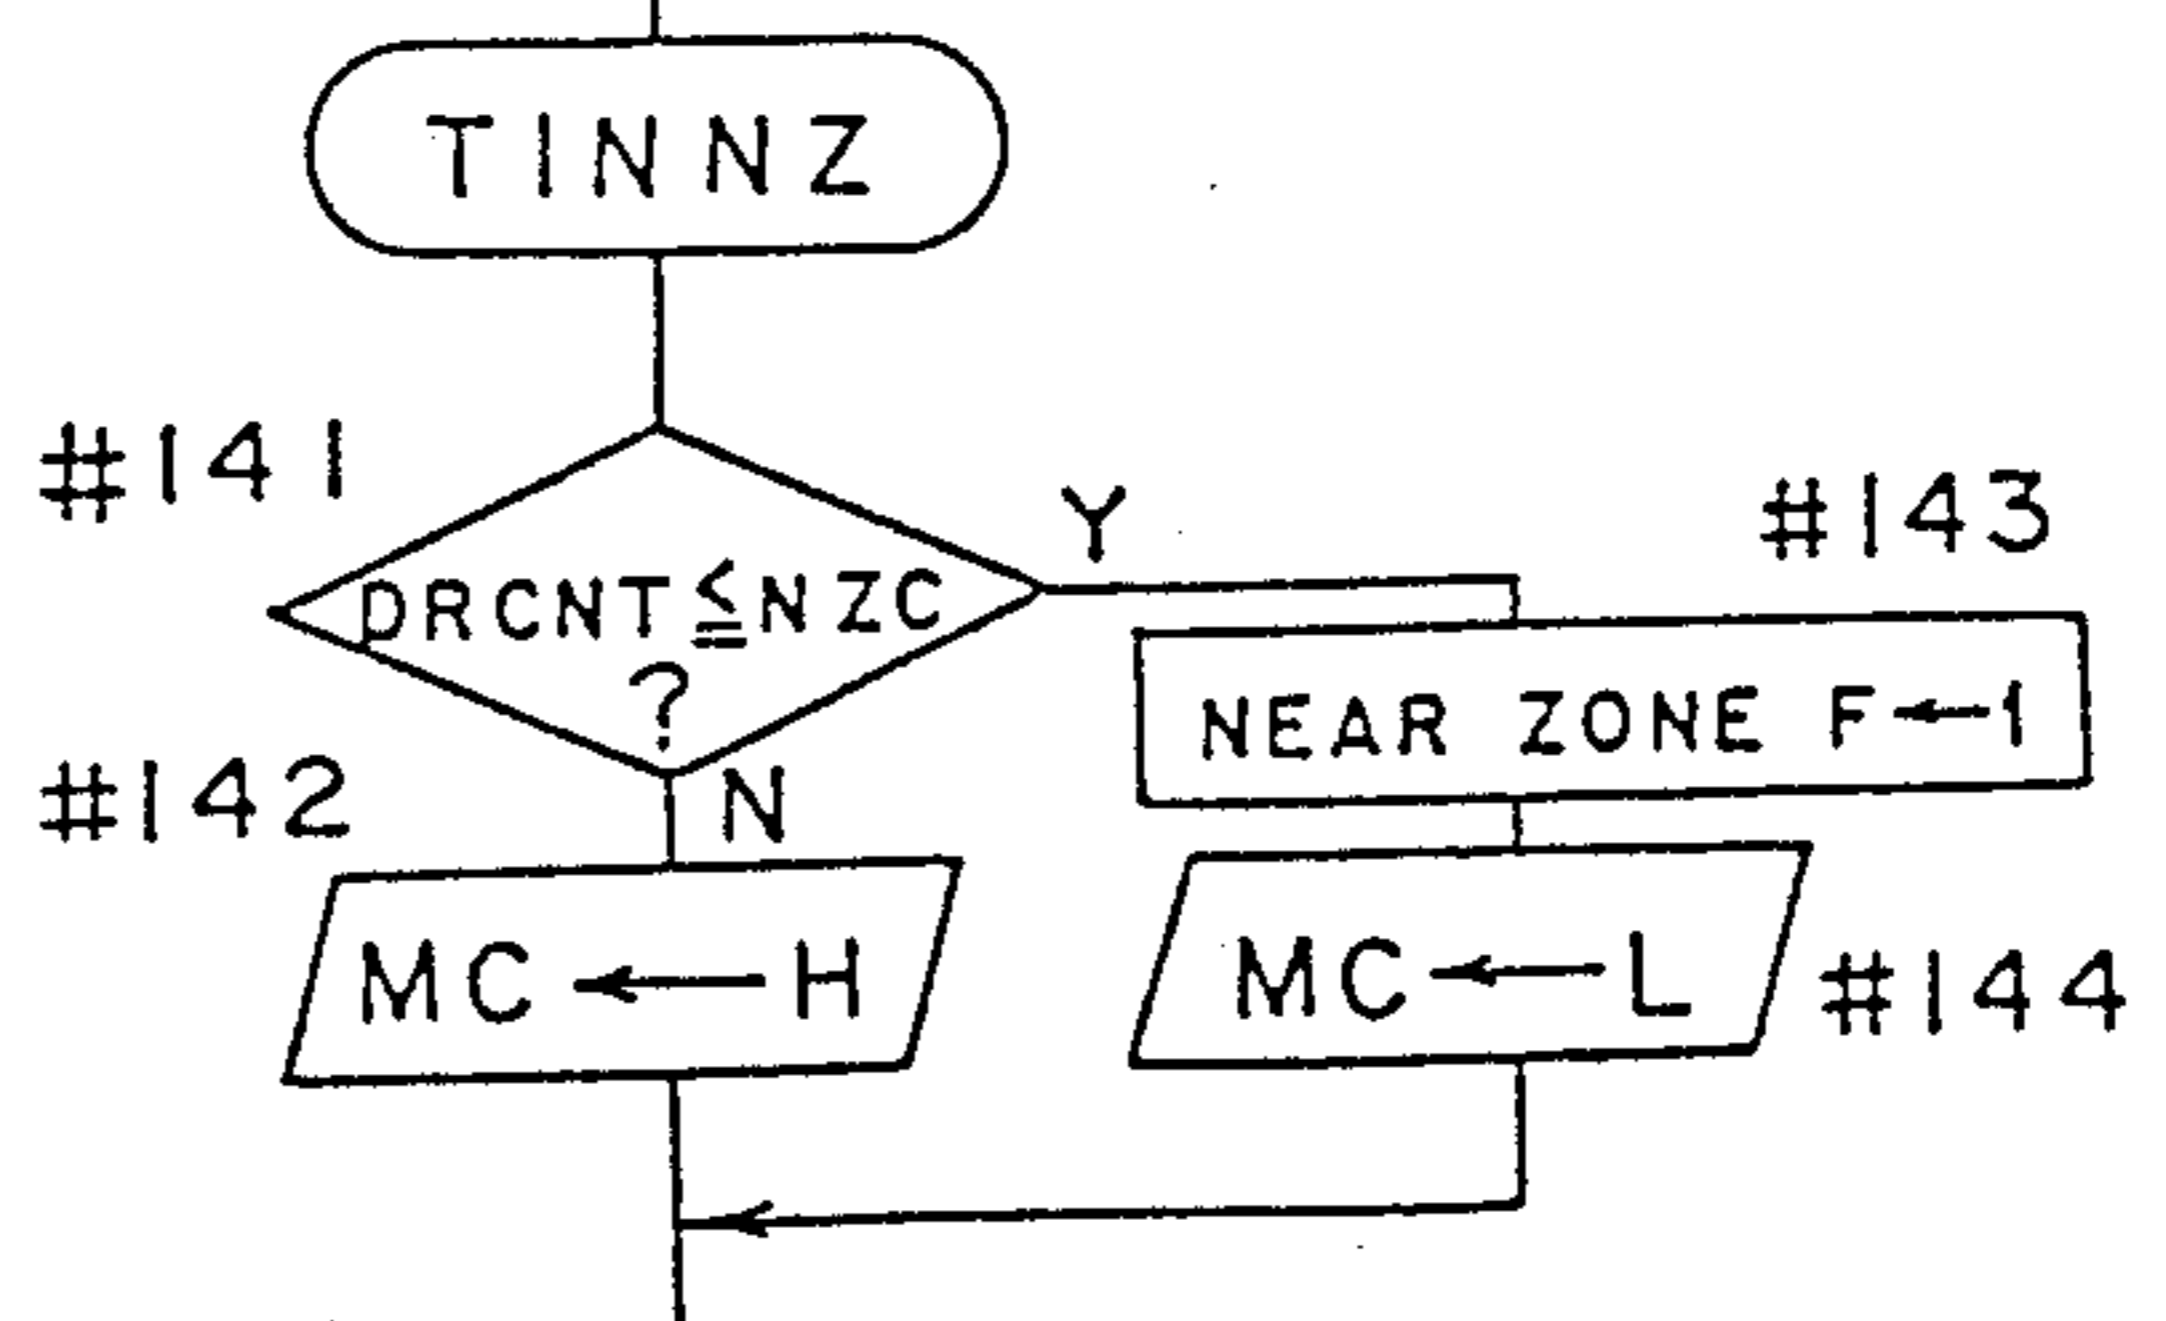 TINNZ
#141
Y
#143
DRCNT≦NZC
?
NEAR ZONE F←1
#142
N
MC ← H
MC ← L
#144